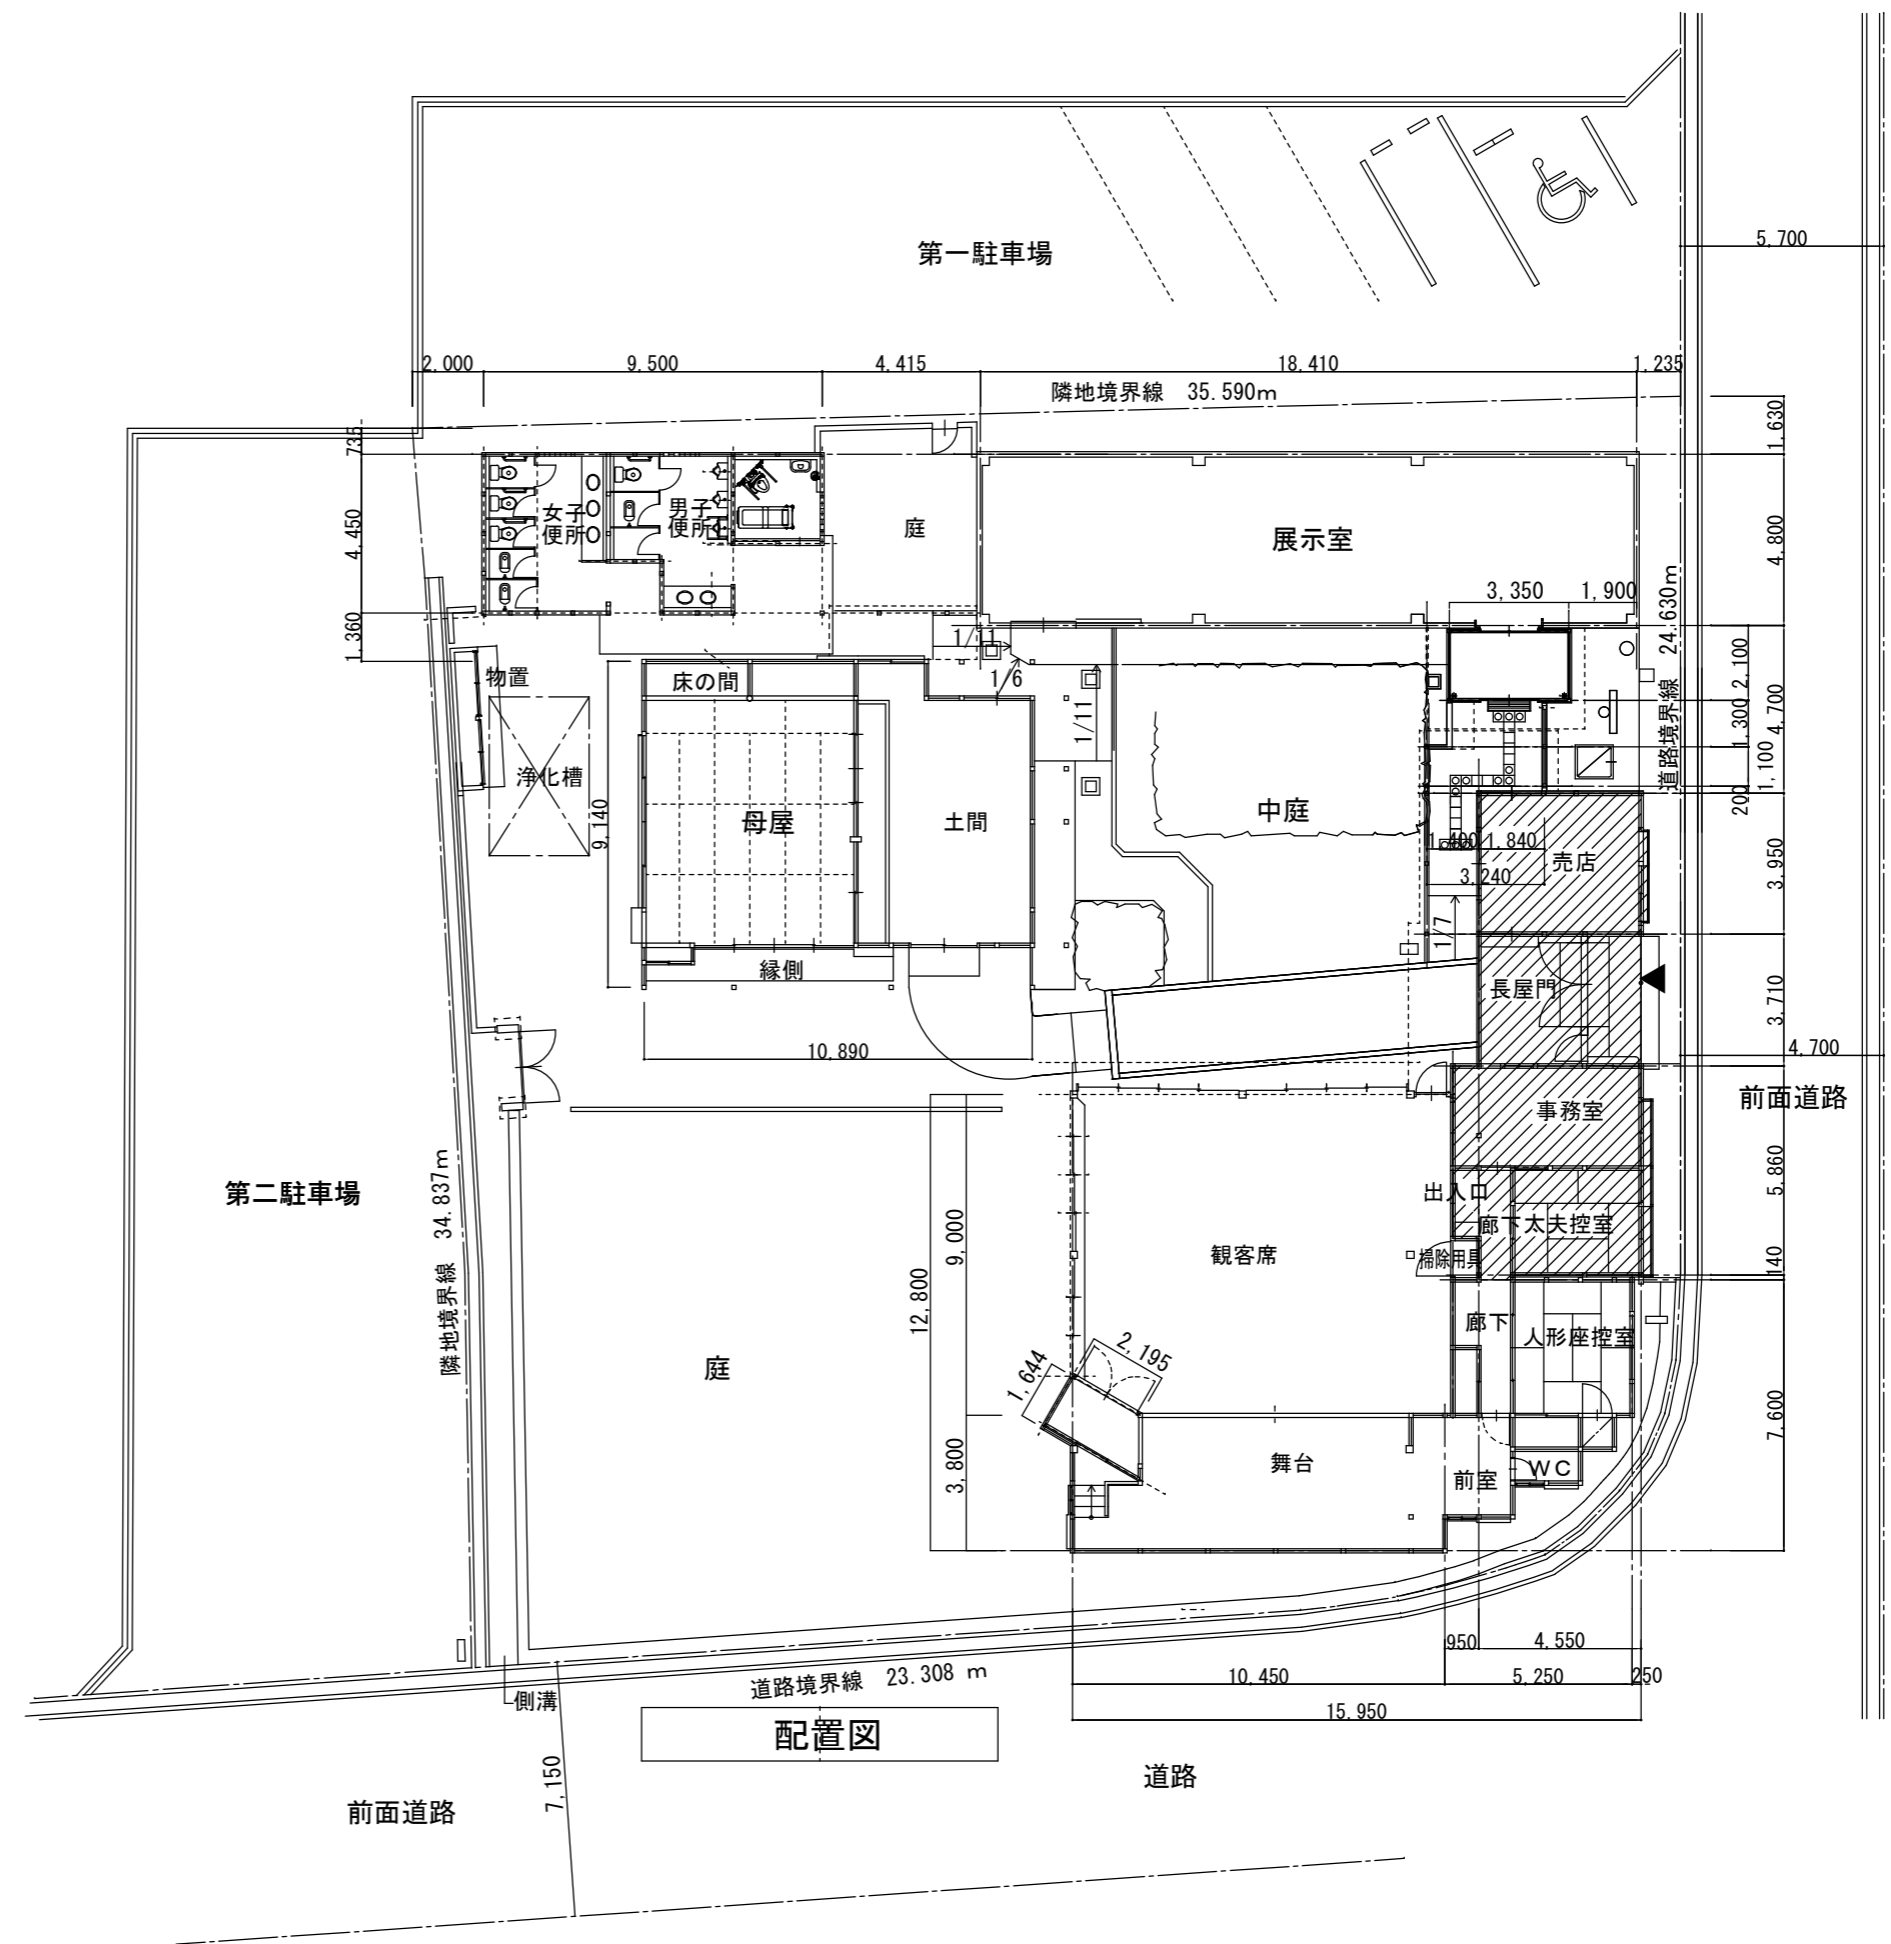 第一駐車場
5,700
2,000
9,500
4,415
18,410
1,235
隣地境界線 35.590m
735
1,630
4,450
女子
便所
男子
便所
庭
展示室
4,800
道路境界線 24.630m
3,350
1,900
1,360
1/11
1/6
1/11
物置
床の間
2,100
1,300
4,700
1,100
200
浄化槽
9,140
母屋
土間
中庭
1,400
1,840
売店
3,240
3,950
1/7
縁側
長屋門
3,710
10,890
4,700
前面道路
事務室
第二駐車場
隣地境界線 34.837m
出入口
5,860
廊下
太夫控室
9,000
観客席
掃除用具
140
12,800
廊下
人形座控室
庭
2,195
1,644
7,600
3,800
舞台
前室
WC
950
4,550
道路境界線 23.308 m
10,450
5,250
250
側溝
15.950
配置図
7,150
道路
前面道路